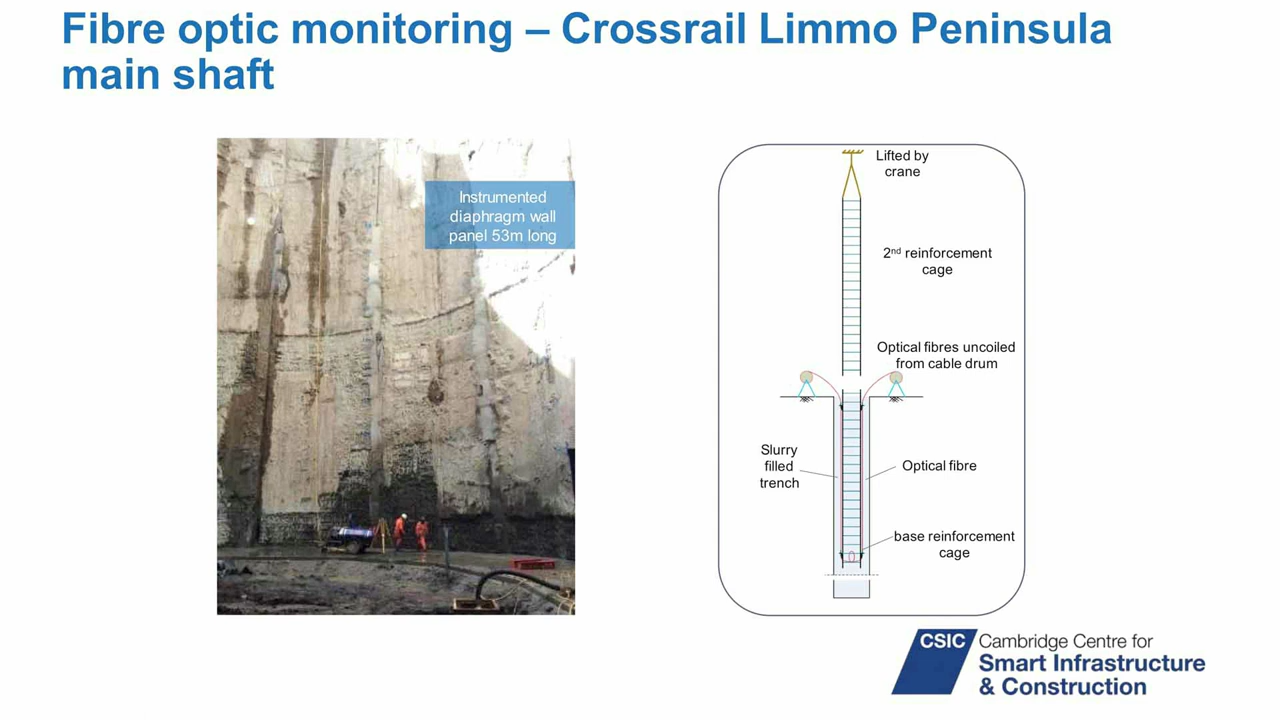 Fibre optic monitoring – Crossrail Limmo Peninsula
main shaft
Instrumented
diaphragm wall
panel 53m long
Lifted by
crane
2nd reinforcement
cage
Optical fibres uncoiled
from cable drum
Slurry
filled
trench
Optical fibre
base reinforcement
cage
CSIC
Cambridge Centre for
Smart Infrastructure
& Construction